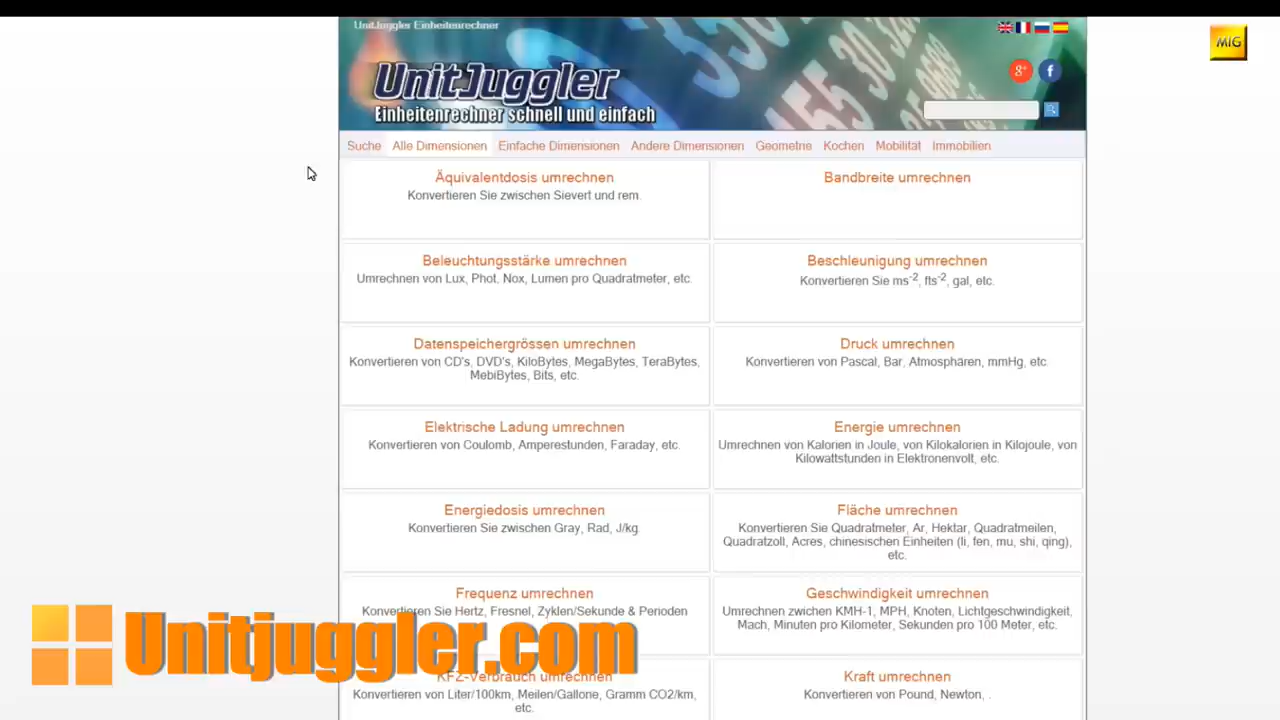 UnitJuggler Einheitenrechner
MIG
UnitJuggler
Einheitenrechner schnell und einfach
Suche Alle Dimensionen Einfache Dimensionen Andere Dimensionen Geometrie Kochen Mobilität Immobilien
Äquivalentdosis umrechnen
Konvertieren Sie zwischen Sievert und rem.
Bandbreite umrechnen
Beleuchtungsstärke umrechnen
Umrechnen von Lux, Phot, Nox, Lumen pro Quadratmeter, etc.
Beschleunigung umrechnen
Konvertieren Sie ms-2, fts-2, gal, etc.
Datenspeichergrössen umrechnen
Konvertieren von CD's, DVD's, KiloBytes, MegaBytes, TeraBytes,
MebiBytes, Bits, etc.
Druck umrechnen
Konvertieren von Pascal, Bar, Atmosphären, mmHg, etc.
Elektrische Ladung umrechnen
Konvertieren von Coulomb, Amperestunden, Faraday, etc.
Energie umrechnen
Umrechnen von Kalorien in Joule, von Kilokalorien in Kilojoule, von
Kilowattstunden in Elektronenvolt, etc.
Energiedosis umrechnen
Konvertieren Sie zwischen Gray, Rad, J/kg.
Fläche umrechnen
Konvertieren Sie Quadratmeter, Ar, Hektar, Quadratmeilen,
Quadratzoll, Acres, chinesischen Einheiten (li, fen, mu, shi, qing),
etc.
Frequenz umrechnen
Konvertieren Sie Hertz, Fresnel, Zyklen/Sekunde & Perioden
Geschwindigkeit umrechnen
Umrechnen zwichen KMH-1, MPH, Knoten, Lichtgeschwindigkeit,
Mach, Minuten pro Kilometer, Sekunden pro 100 Meter, etc.
Unitjuggler.com
KFZ-Verbrauch umrechnen
Konvertieren von Liter/100km, Meilen/Gallone, Gramm CO2/km,
etc.
Kraft umrechnen
Konvertieren von Pound, Newton, .